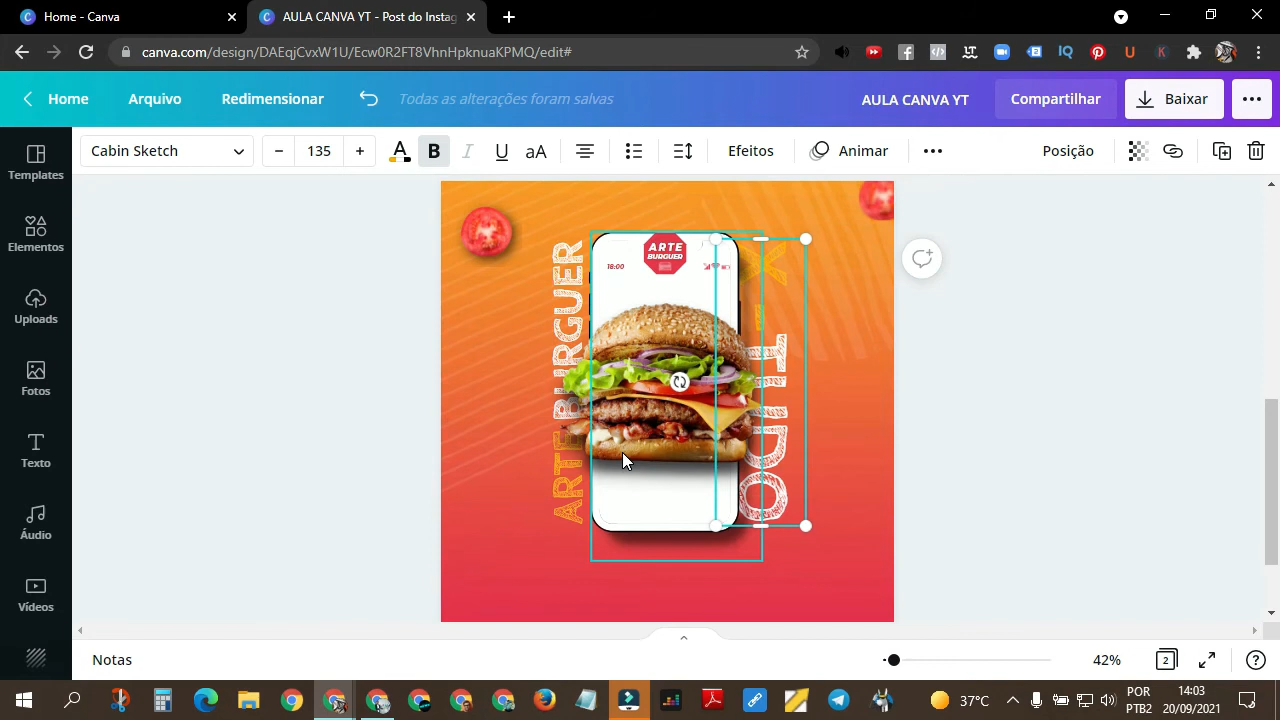 Home - Canva
AULA CANVA YT - Post do Instag
canva.com/design/DAEqjCvxW1U/Ecw0R2FT8VhnHpknuaKPMQ/edit#
Home
Arquivo
Redimensionar
Todas as alterações foram salvas
AULA CANVA YT
Compartilhar
Baixar
Cabin Sketch
135
B
I
U
aA
Efeitos
Animar
Posição
Templates
Elementos
Uploads
Fotos
Texto
Áudio
Vídeos
ARTE
BURGUER
18:00
ARTE BURGUER
Notas
42%
2
37°C
POR
PTB2
14:03
20/09/2021